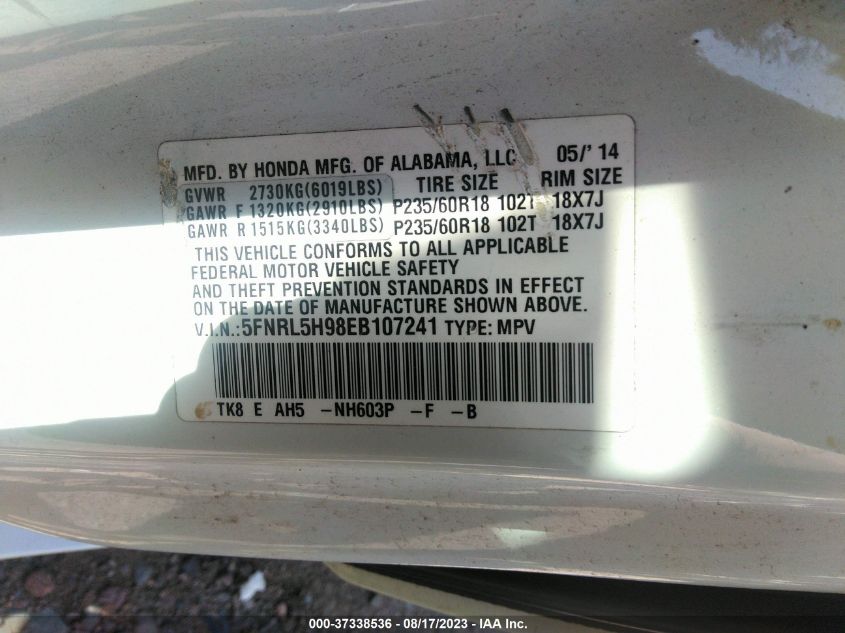 MFD. BY HONDA MFG. OF ALABAMA, LLC 05/'14
GVWR 2730KG(6019LBS) TIRE SIZE RIM SIZE
GAWR F 1320KG(2910LBS) P235/60R18 102T 18X7J
GAWR R 1515KG(3340LBS) P235/60R18 102T 18X7J
THIS VEHICLE CONFORMS TO ALL APPLICABLE
FEDERAL MOTOR VEHICLE SAFETY
AND THEFT PREVENTION STANDARDS IN EFFECT
ON THE DATE OF MANUFACTURE SHOWN ABOVE.
V.I.N.:5FNRL5H98EB107241 TYPE: MPV
TK8 E AH5 -NH603P -F -B
000-37338536 - 08/17/2023 - IAA Inc.